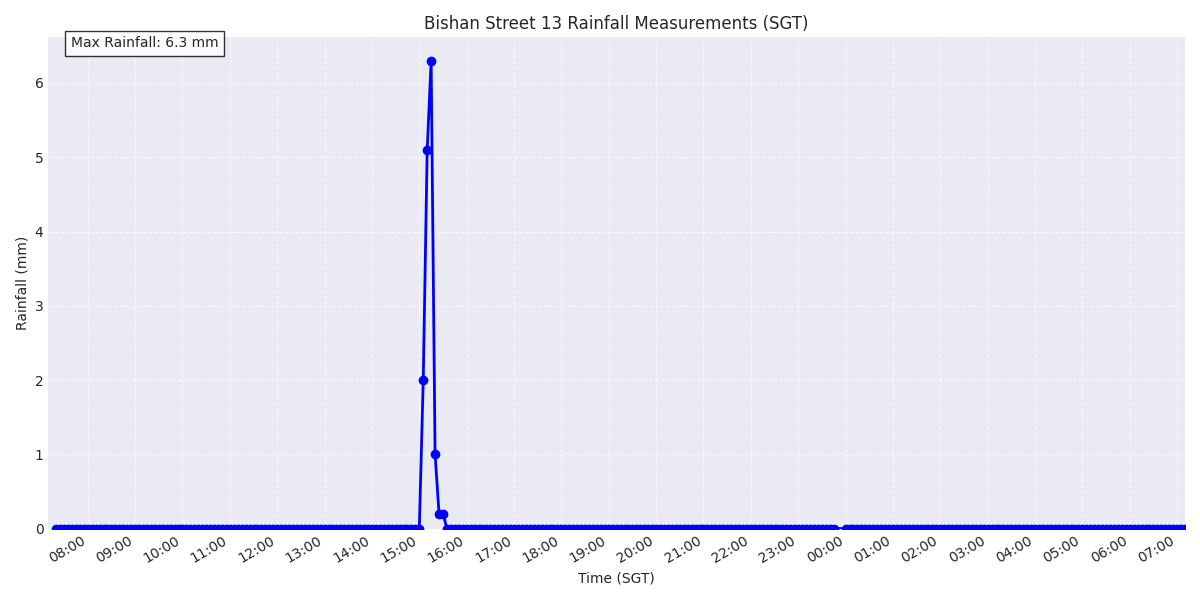 Bishan Street 13 Rainfall Measurements (SGT)
Max Rainfall: 6.3 mm
6
5
4
3
2
1
0
Rainfall (mm)
08:00 09:00 10:00 11:00 12:00 13:00 14:00 15:00 16:00 17:00 18:00 19:00 20:00 21:00 22:00 23:00 00:00 01:00 02:00 03:00 04:00 05:00 06:00 07:00
Time (SGT)